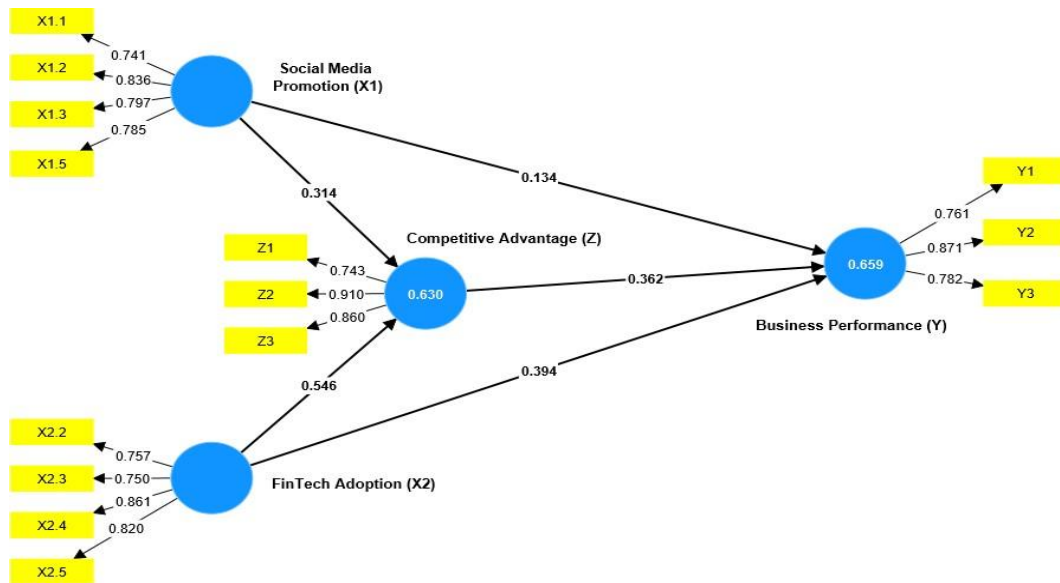 X1.1
X1.2
X1.3
X1.5
0.741
0.836
0.797
0.785
Social Media
Promotion (X1)
0.134
0.314
Z1
Z2
Z3
0.743
0.910
0.860
Competitive Advantage (Z)
0.630
0.362
0.659
Y1
Y2
Y3
0.761
0.871
0.782
Business Performance (Y)
0.546
0.394
X2.2
X2.3
X2.4
X2.5
0.757
0.750
0.861
0.820
FinTech Adoption (X2)